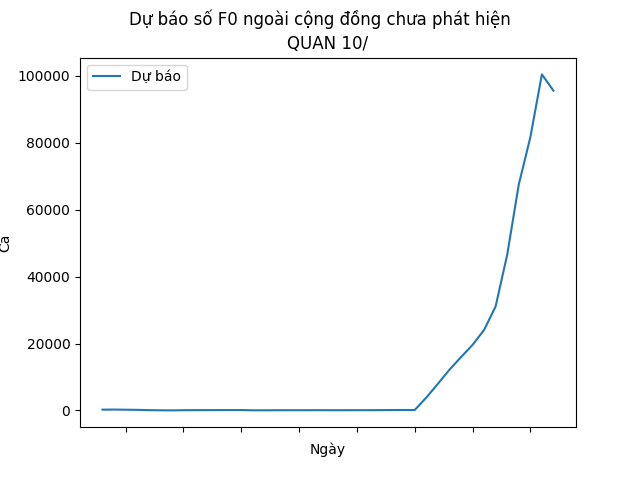 Dự báo số F0 ngoài cộng đồng chưa phát hiện
QUAN 10/
Dự báo
100000
80000
60000
40000
20000
0
Ca
Ngày